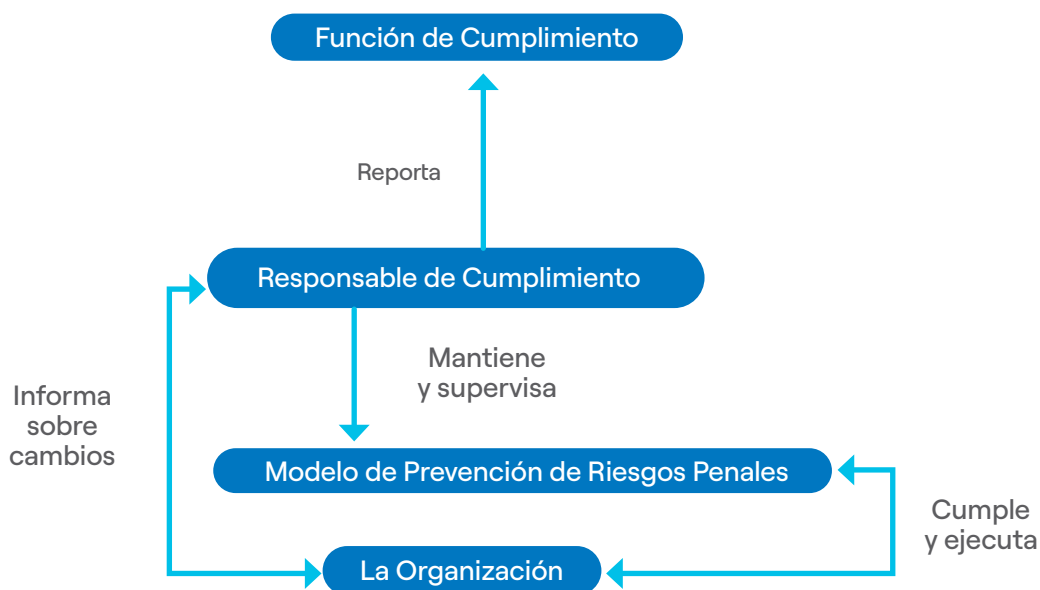 Función de Cumplimiento
Reporta
Responsable de Cumplimiento
Mantiene
y supervisa
Informa
sobre
cambios
Modelo de Prevención de Riesgos Penales
Cumple
y ejecuta
La Organización